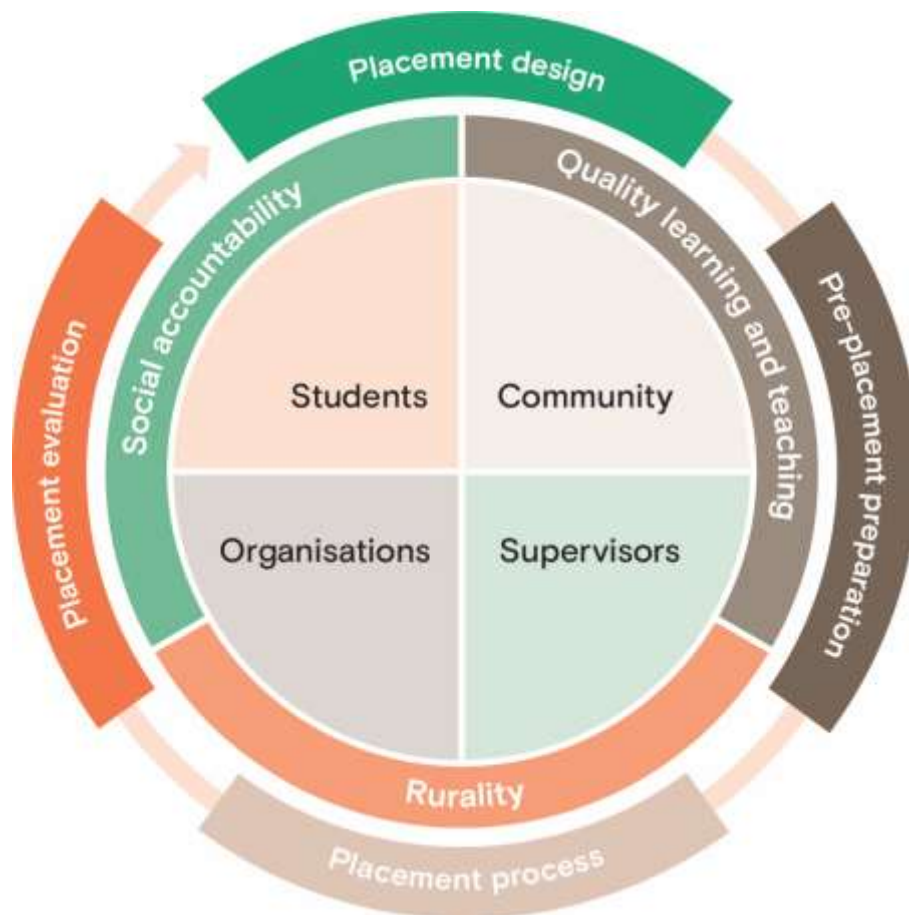 Placement design
Quality learning and teaching
Social accountability
Pre-placement preparation
Placement evaluation
Students
Community
Organisations
Supervisors
Rurality
Placement process